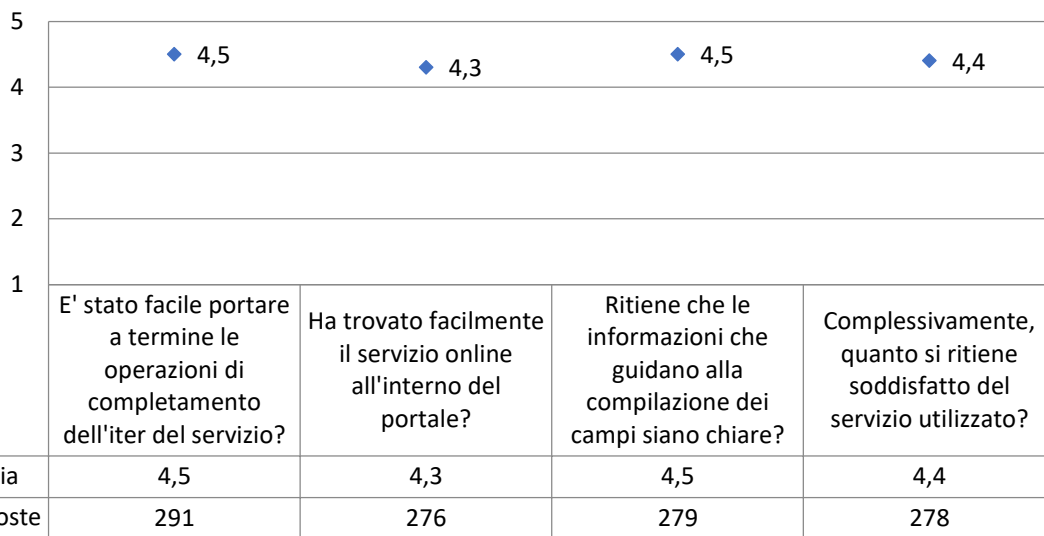 5
4
3
2
1
4,5
4,3
4,5
4,4
E' stato facile portare
a termine le
operazioni di
completamento
dell'iter del servizio?
Ha trovato facilmente
il servizio online
all'interno del
portale?
Ritiene che le
informazioni che
guidano alla
compilazione dei
campi siano chiare?
Complessivamente,
quanto si ritiene
soddisfatto del
servizio utilizzato?
ia 4,5 4,3 4,5 4,4
oste 291 276 279 278